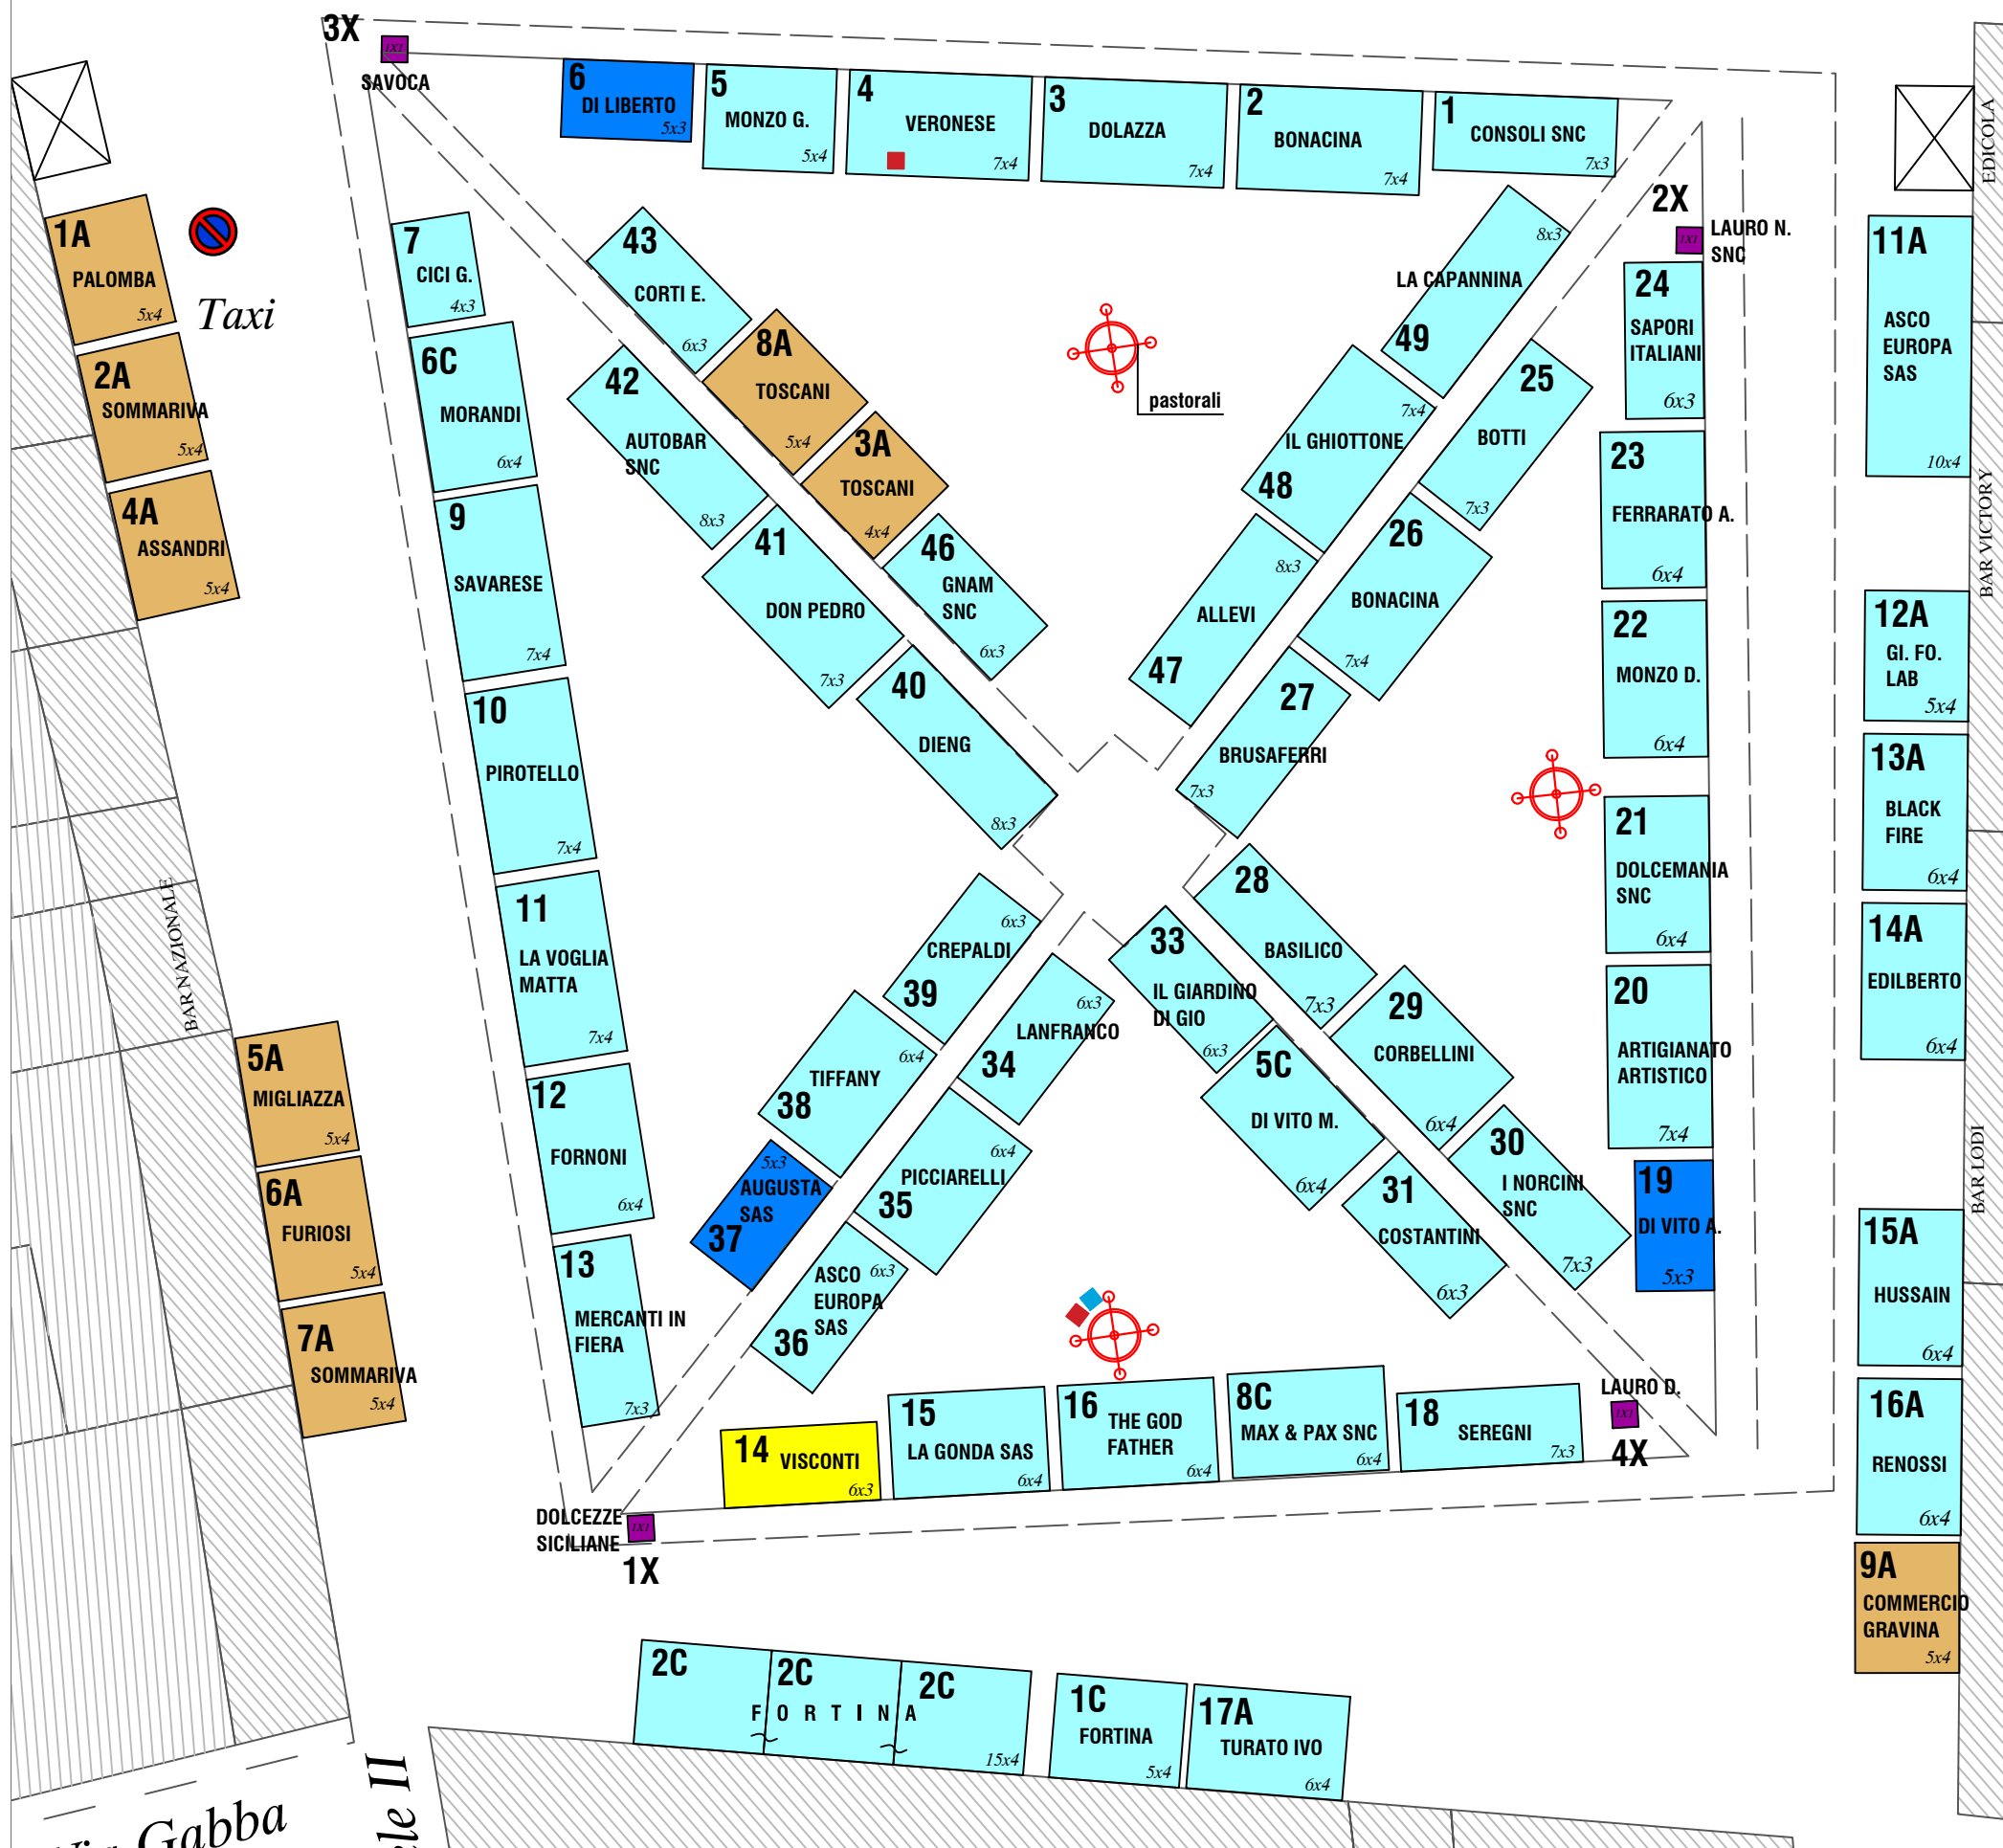 3X
1X1
SAVOCA
6
DI LIBERTO
5x3
5
MONZO G.
5x4
4
VERONESE
7x4
3
DOLAZZA
7x4
2
BONACINA
7x4
1
CONSOLI SNC
7x3
2X
1X1
LAURO N.
SNC
EDICOLA
1A
PALOMBA
5x4
Taxi
2A
SOMMARIVA
5x4
4A
ASSANDRI
5x4
7
CICI G.
4x3
6C
MORANDI
6x4
9
SAVARESE
7x4
10
PIROTELLO
7x4
11
LA VOGLIA
MATTA
7x4
12
FORNONI
6x4
13
MERCANTI IN
FIERA
7x3
43
CORTI E.
6x3
8A
TOSCANI
5x4
3A
TOSCANI
4x4
46
GNAM
SNC
6x3
42
AUTOBAR
SNC
8x3
41
DON PEDRO
7x3
40
DIENG
8x3
pastorali
8x3
LA CAPANNINA
49
7x4
IL GHIOTTONE
48
8x3
ALLEVI
47
25
BOTTI
7x3
26
BONACINA
7x4
27
BRUSAFERRI
7x3
24
SAPORI
ITALIANI
6x3
23
FERRARATO A.
6x4
22
MONZO D.
6x4
21
DOLCEMANIA
SNC
6x4
20
ARTIGIANATO
ARTISTICO
7x4
19
DI VITO A.
5x3
11A
ASCO
EUROPA
SAS
10x4
BAR VICTORY
12A
GI. FO.
LAB
5x4
13A
BLACK
FIRE
6x4
14A
EDILBERTO
6x4
BAR LODI
15A
HUSSAIN
6x4
16A
RENOSSI
6x4
9A
COMMERCIO
GRAVINA
5x4
BAR NAZIONALE
5A
MIGLIAZZA
5x4
6A
FURIOSI
5x4
7A
SOMMARIVA
5x4
6x3
CREPALDI
39
6x4
TIFFANY
38
5x3
AUGUSTA
SAS
37
6x3
LANFRANCO
34
6x4
PICCIARELLI
35
ASCO
EUROPA
SAS
6x3
36
28
BASILICO
7x3
29
CORBELLINI
6x4
30
I NORCINI
SNC
7x3
33
IL GIARDINO
DI GIO
6x3
5C
DI VITO M.
6x4
31
COSTANTINI
6x3
14
VISCONTI
6x3
15
LA GONDA SAS
6x4
16
THE GOD
FATHER
6x4
8C
MAX & PAX SNC
6x4
18
SEREGNI
7x3
LAURO D.
1X1
4X
DOLCEZZE
SICILIANE
1X1
1X
2C
2C
2C
FORTINA
15x4
1C
FORTINA
5x4
17A
TURATO IVO
6x4
Via Gabba
ele II